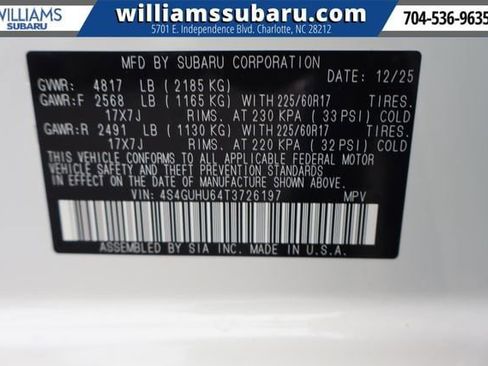 WILLIAMS
SUBARU
williamssubaru.com
5701 E. Independence Blvd, Charlotte, NC 28212
704-536-9635
MFD BY SUBARU CORPORATION
DATE: 12/25
GVWR: 4817 LB ( 2185 KG)
GAWR:F 2568 LB ( 1165 KG) WITH 225/60R17 TIRES.
17X7J RIMS. AT 230 KPA ( 33 PSI) COLD
GAWR:R 2491 LB ( 1130 KG) WITH 225/60R17 TIRES.
17X7J RIMS. AT 220 KPA ( 32 PSI) COLD
THIS VEHICLE CONFORMS TO ALL APPLICABLE FEDERAL MOTOR
VEHICLE SAFETY AND THEFT PREVENTION STANDARDS
IN EFFECT ON THE DATE OF MANUFACTURE SHOWN ABOVE.
VIN: 4S4GUHU64T3726197 MPV
ASSEMBLED BY SIA INC. MADE IN U.S.A.